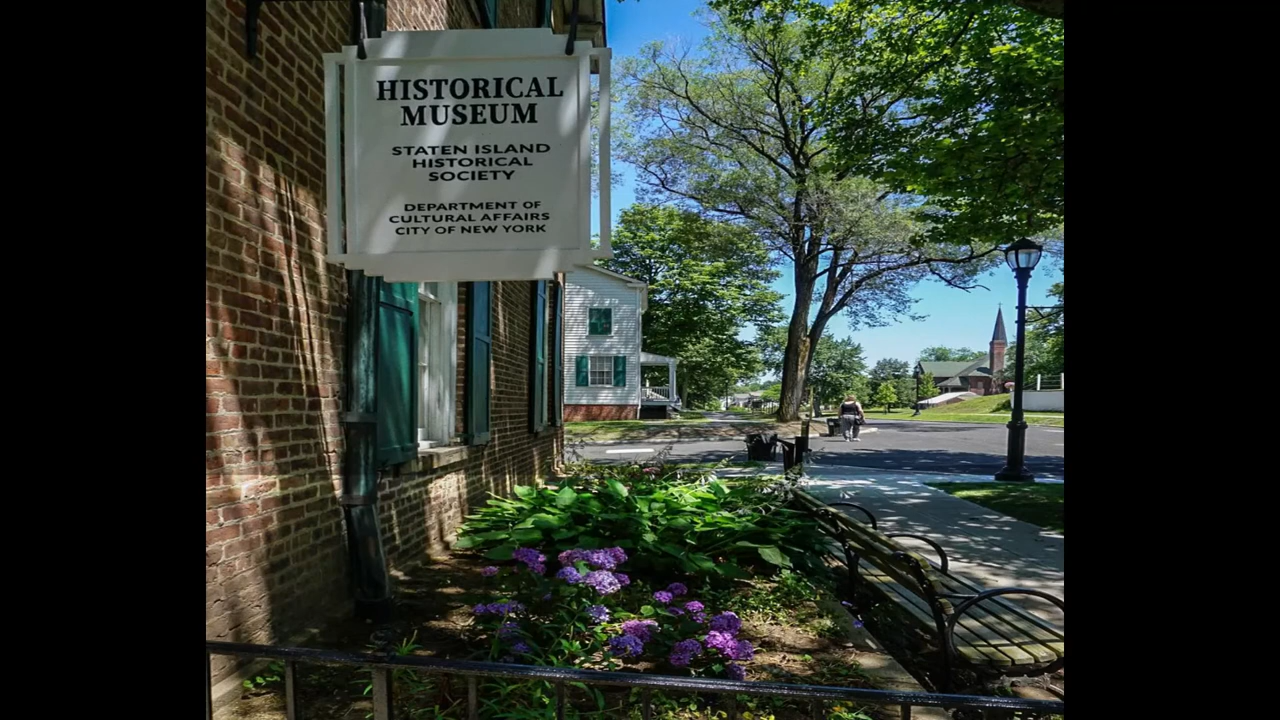 HISTORICAL
MUSEUM
STATEN ISLAND
HISTORICAL
SOCIETY
DEPARTMENT OF
CULTURAL AFFAIRS
CITY OF NEW YORK